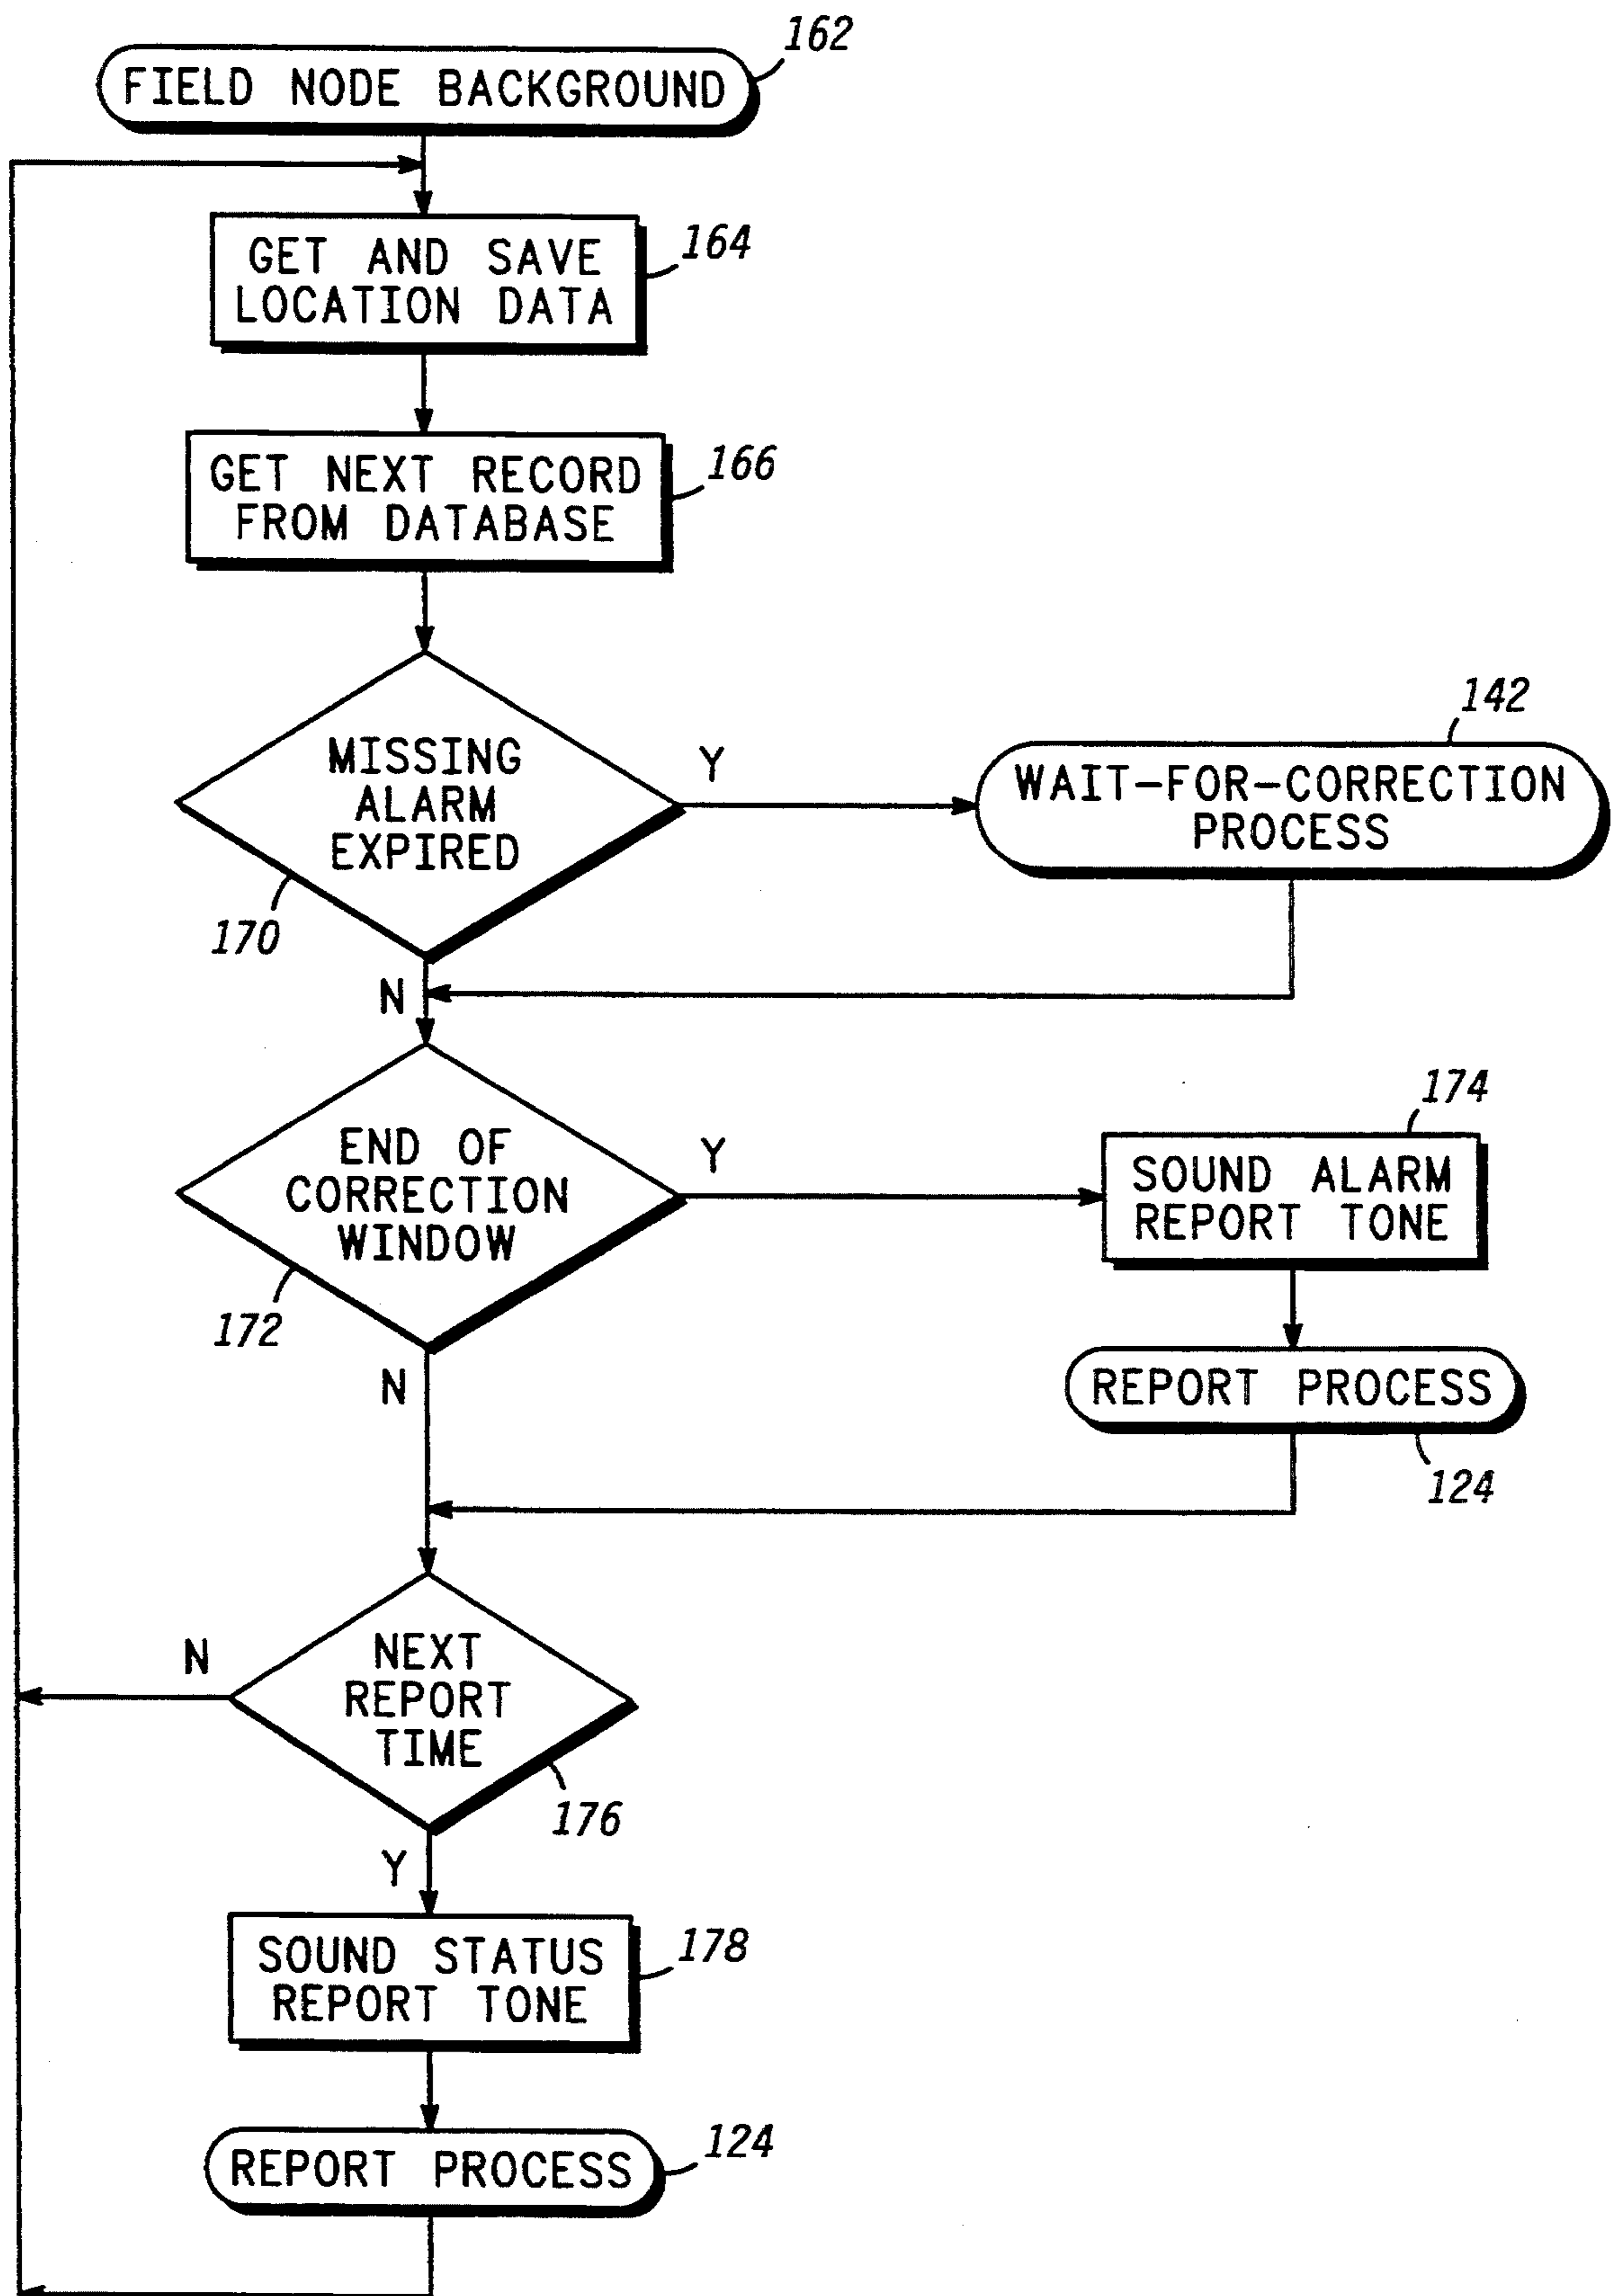 162
FIELD NODE BACKGROUND
GET AND SAVE
LOCATION DATA
164
GET NEXT RECORD
FROM DATABASE
166
MISSING
ALARM
EXPIRED
170
Y
N
142
WAIT-FOR-CORRECTION
PROCESS
END OF
CORRECTION
WINDOW
172
Y
N
174
SOUND ALARM
REPORT TONE
REPORT PROCESS
124
NEXT
REPORT
TIME
176
N
Y
SOUND STATUS
REPORT TONE
178
REPORT PROCESS
124